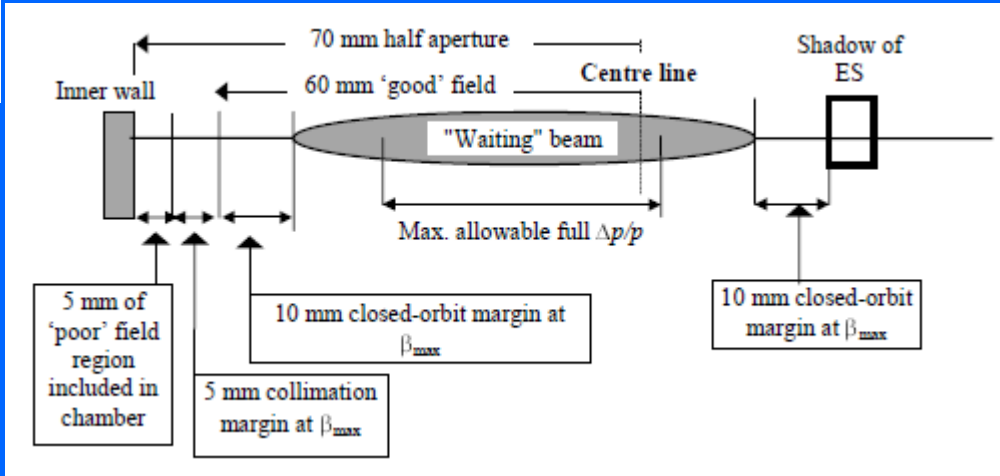 70 mm half aperture
Shadow of
ES
Inner wall
60 mm ‘good’ field
Centre line
"Waiting" beam
Max. allowable full Δp/p
5 mm of
‘poor’ field
region
included in
chamber
10 mm closed-orbit margin at
βmax
5 mm collimation
margin at βmax
10 mm closed-orbit
margin at βmax